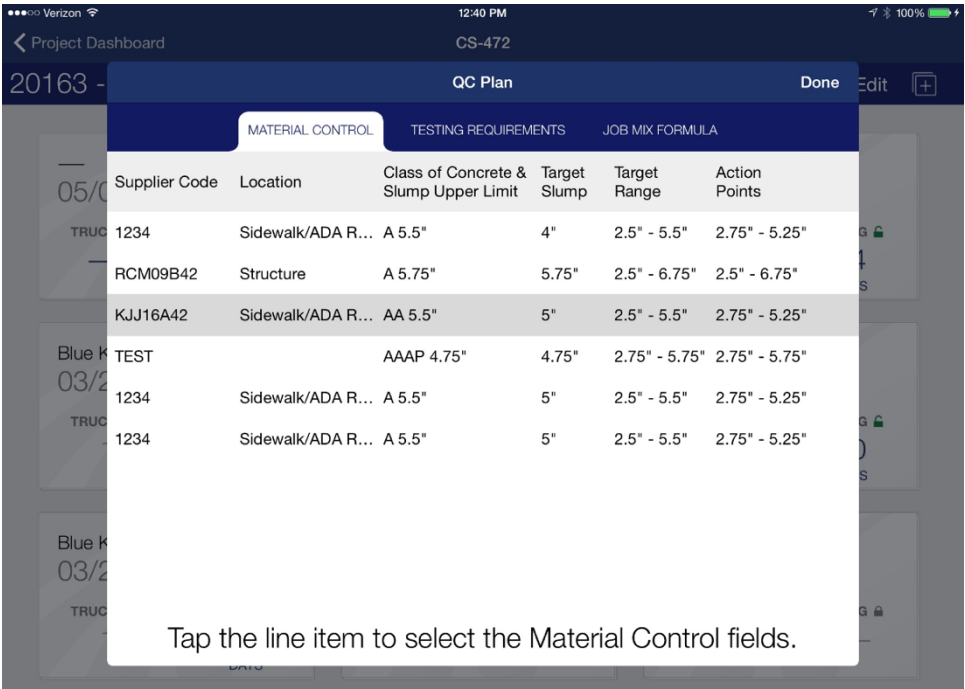 Verizon 12:40 PM 100%
Project Dashboard CS-472
20163 - Edit
QC Plan Done
MATERIAL CONTROL TESTING REQUIREMENTS JOB MIX FORMULA
Supplier Code Location Class of Concrete & Slump Upper Limit Target Slump Target Range Action Points
1234 Sidewalk/ADA R... A 5.5" 4" 2.5" - 5.5" 2.75" - 5.25"
RCM09B42 Structure A 5.75" 5.75" 2.5" - 6.75" 2.5" - 6.75"
KJJ16A42 Sidewalk/ADA R... AA 5.5" 5" 2.5" - 5.5" 2.75" - 5.25"
TEST AAAP 4.75" 4.75" 2.75" - 5.75" 2.75" - 5.75"
1234 Sidewalk/ADA R... A 5.5" 5" 2.5" - 5.5" 2.75" - 5.25"
1234 Sidewalk/ADA R... A 5.5" 5" 2.5" - 5.5" 2.75" - 5.25"
05/0
TRUC
Blue K
03/2
TRUC
Blue K
03/2
TRUC
Tap the line item to select the Material Control fields.
DAYS